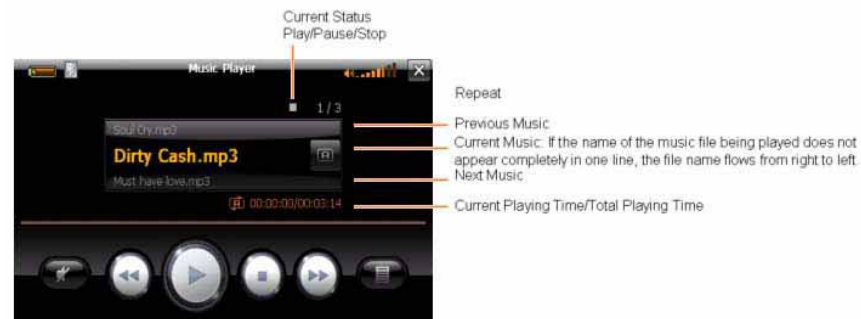 Current Status
Play/Pause/Stop
Music Player
1 / 3
Repeat
Soul Cry.mp3
Previous Music
Dirty Cash.mp3
Current Music: If the name of the music file being played does not
appear completely in one line, the file name flows from right to left.
Must have love.mp3
Next Music
00:00:00/00:03:14
Current Playing Time/Total Playing Time